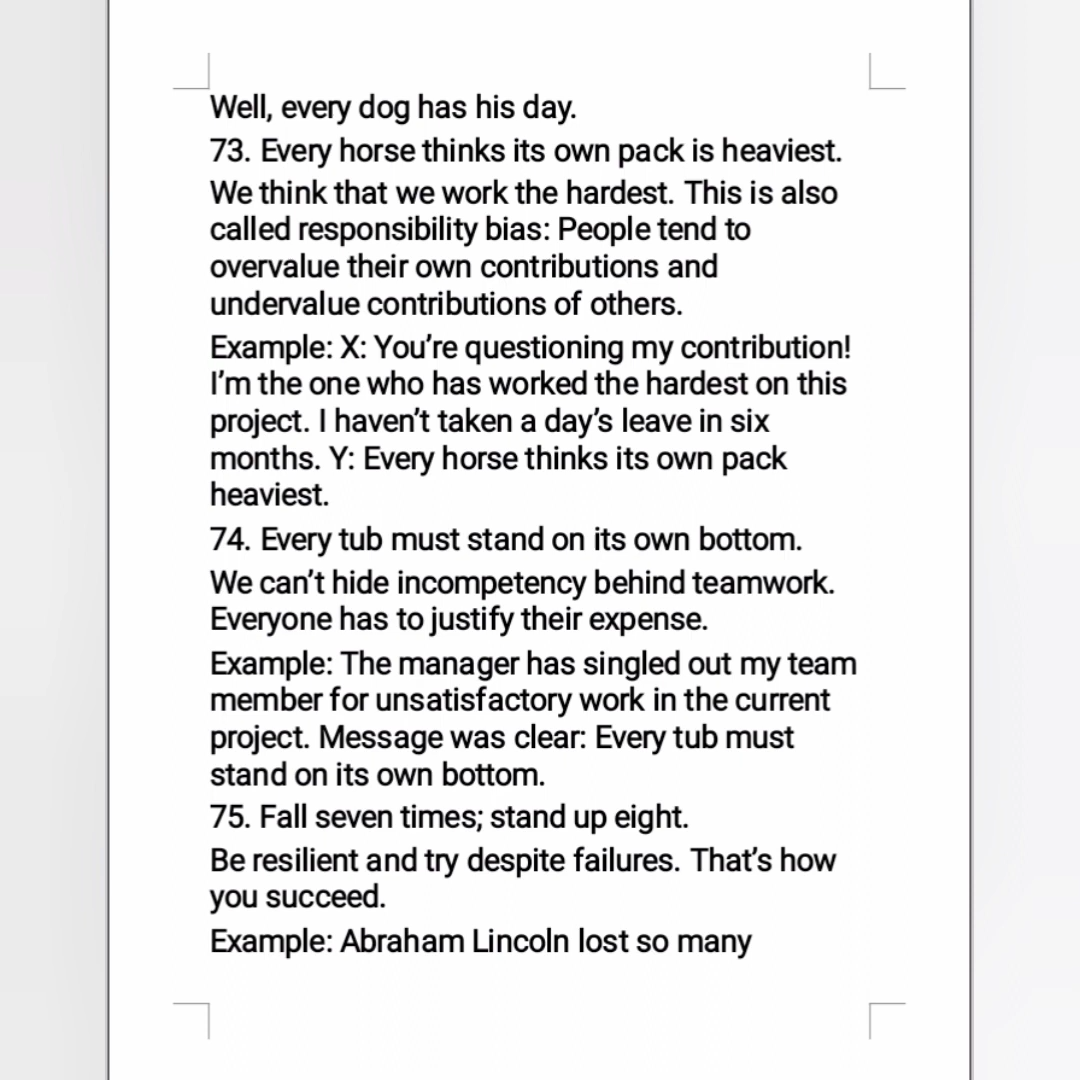 Well, every dog has his day.
73. Every horse thinks its own pack is heaviest.
We think that we work the hardest. This is also
called responsibility bias: People tend to
overvalue their own contributions and
undervalue contributions of others.
Example: X: You’re questioning my contribution!
I’m the one who has worked the hardest on this
project. I haven’t taken a day’s leave in six
months. Y: Every horse thinks its own pack
heaviest.
74. Every tub must stand on its own bottom.
We can’t hide incompetency behind teamwork.
Everyone has to justify their expense.
Example: The manager has singled out my team
member for unsatisfactory work in the current
project. Message was clear: Every tub must
stand on its own bottom.
75. Fall seven times; stand up eight.
Be resilient and try despite failures. That’s how
you succeed.
Example: Abraham Lincoln lost so many